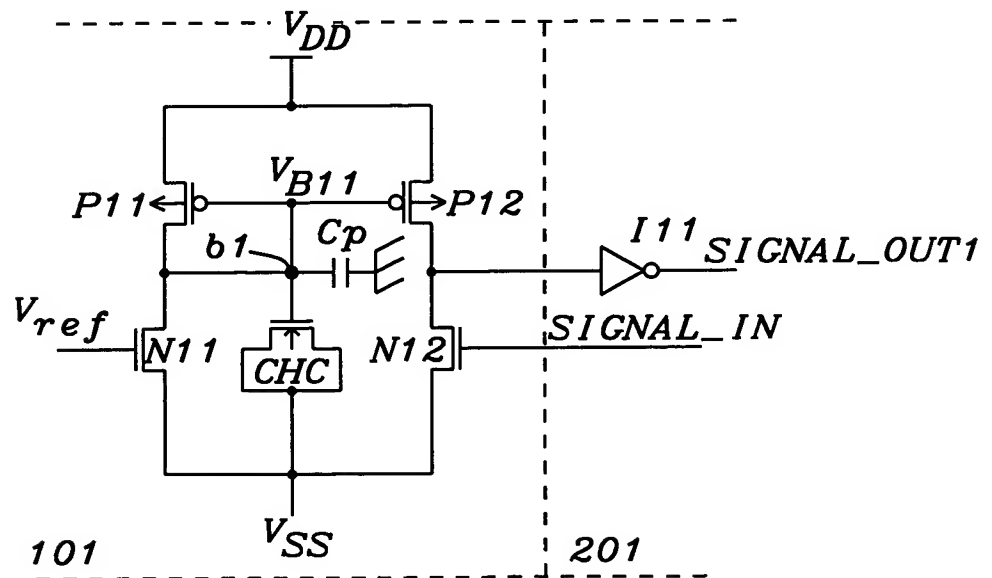 VDD
P11
VB11
P12
b1
Cp
I11
SIGNAL_OUT1
Vref
N11
CHC
N12
SIGNAL_IN
VSS
101
201